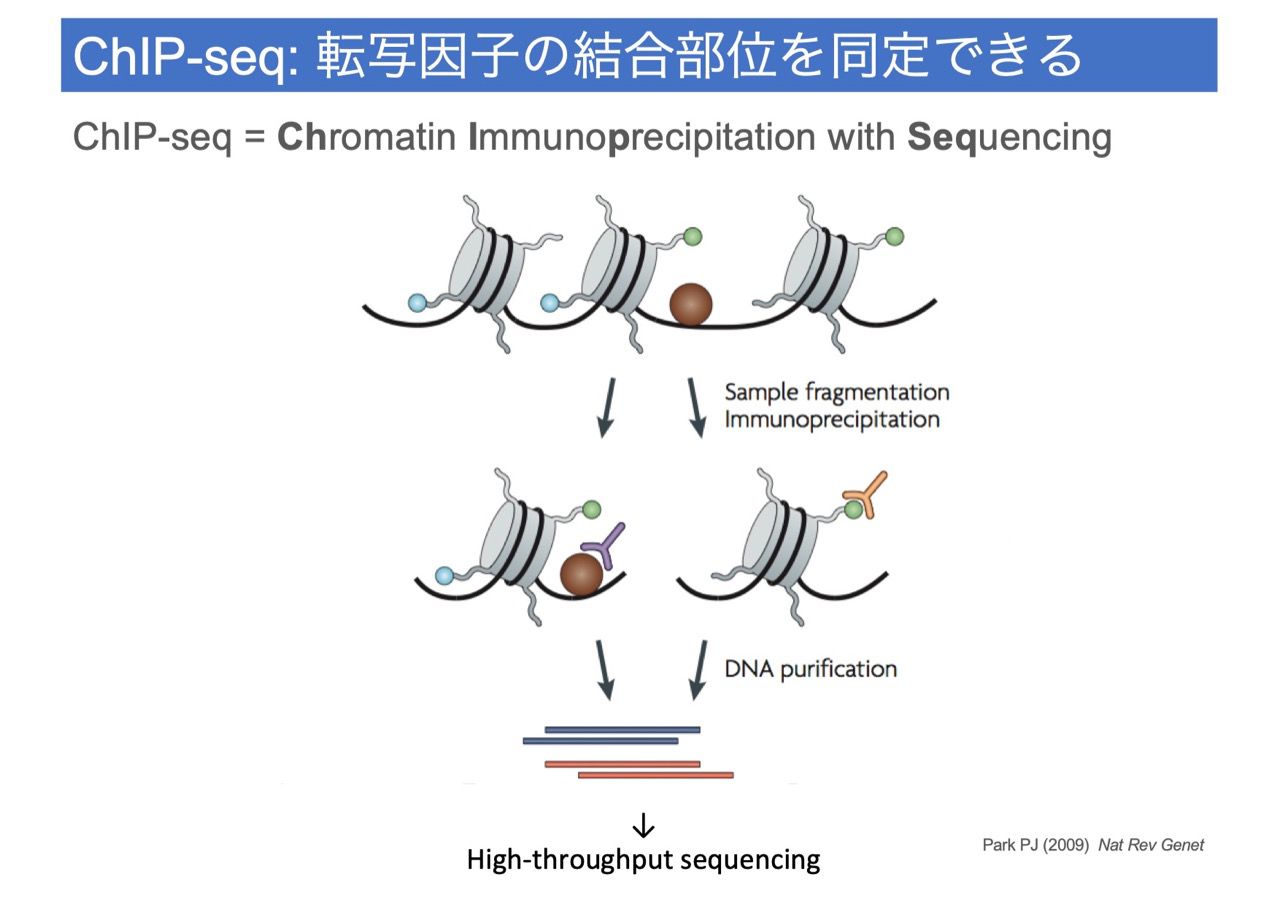 ChIP-seq: 転写因子の結合部位を同定できる
ChIP-seq = Chromatin Immunoprecipitation with Sequencing
Sample fragmentation
Immunoprecipitation
DNA purification
↓
High-throughput sequencing
Park PJ (2009) Nat Rev Genet